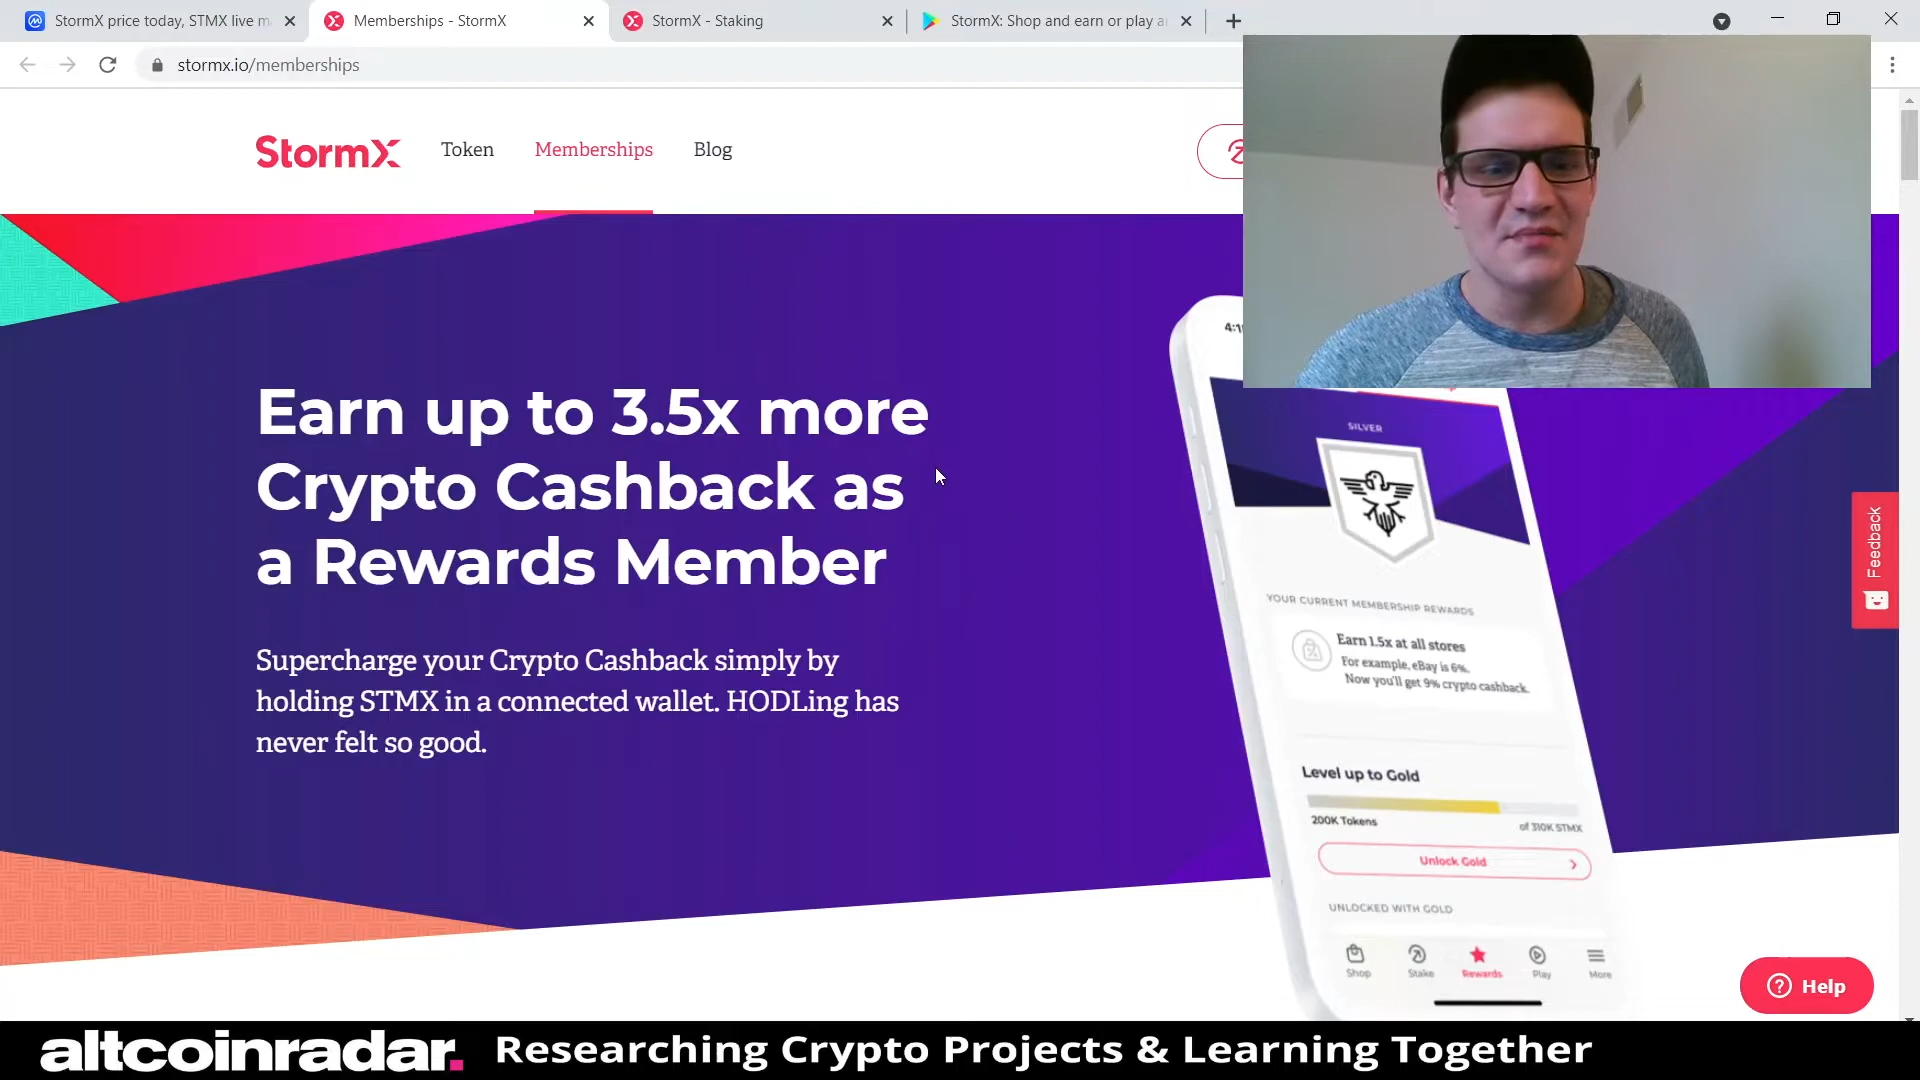 StormX price today, STMX live m
Memberships - StormX
StormX - Staking
StormX: Shop and earn or play a
stormx.io/memberships
StormX
Token
Memberships
Blog
Earn up to 3.5x more
Crypto Cashback as
a Rewards Member
Supercharge your Crypto Cashback simply by
holding STMX in a connected wallet. HODLing has
never felt so good.
SILVER
YOUR CURRENT MEMBERSHIP REWARDS
Earn 1.5x at all stores
For example, eBay is 6%.
Now you'll get 9% crypto cashback.
Level up to Gold
200K Tokens
of 310K STMX
Unlock Gold
UNLOCKED WITH GOLD
Shop
Stake
Rewards
Play
More
Feedback
Help
altcoinradar.
Researching Crypto Projects & Learning Together